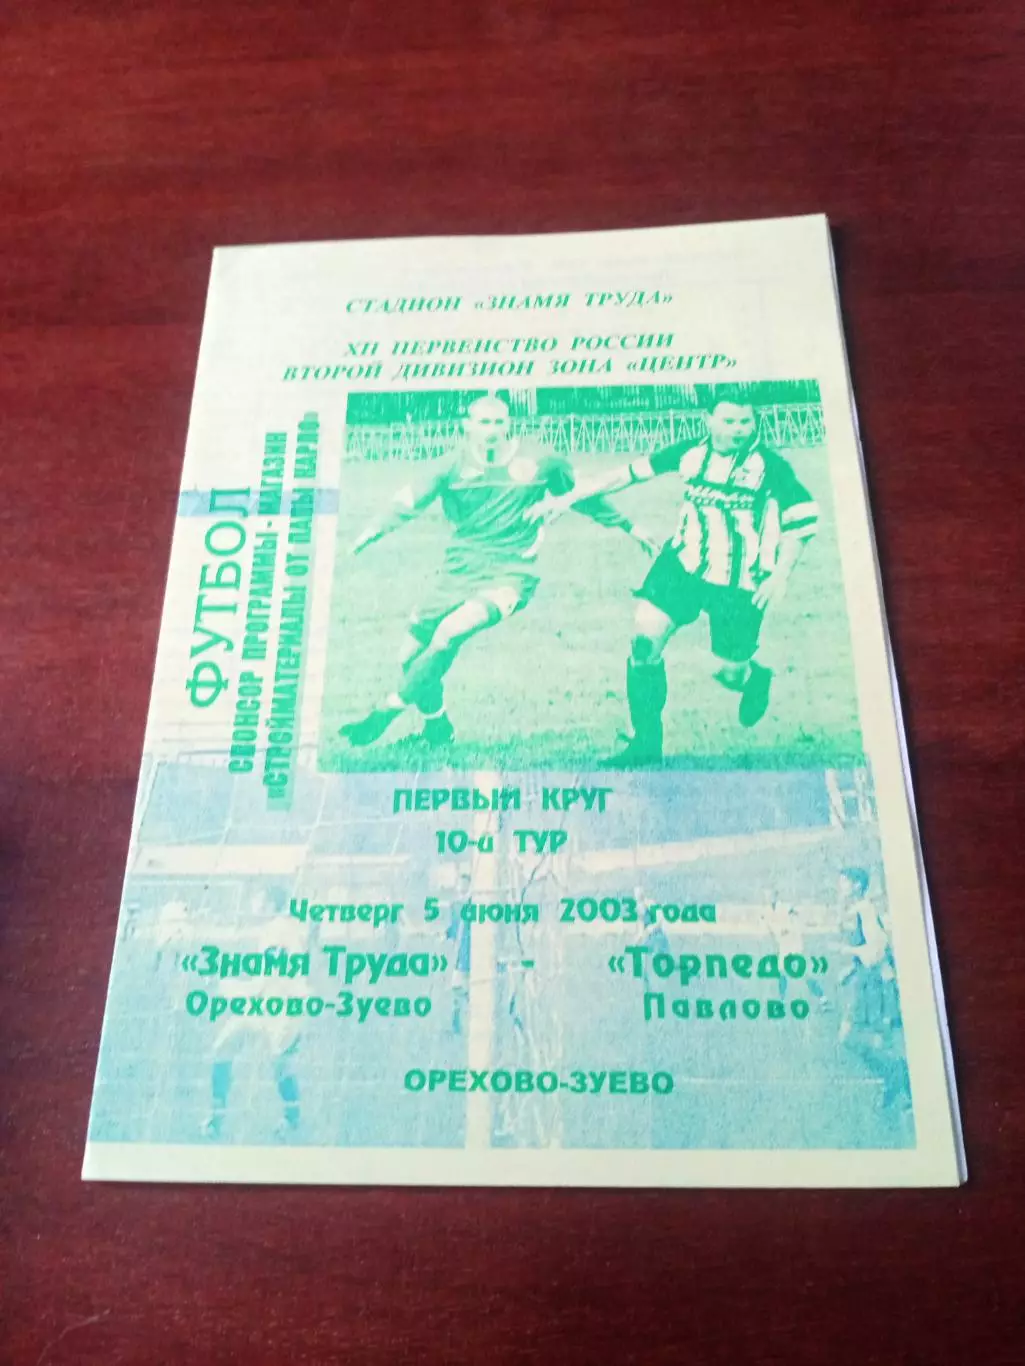 СТАДИОН «ЗНАМЯ ТРУДА»
XII ПЕРВЕНСТВО РОССИИ
ВТОРОЙ ДИВИЗИОН ЗОНА «ЦЕНТР»
ФУТБОЛ
СПОНСОР ПРОГРАММЫ- МАГАЗИН
«СТРОЙМАТЕРИАЛЫ ОТ ПАПЫ КАРЛО»
ПЕРВЫЙ КРУГ
10-й ТУР
Четверг 5 июня 2003 года
«Знамя Труда» - «Торпедо»
Орехово-Зуево Павлово
ОРЕХОВО-ЗУЕВО